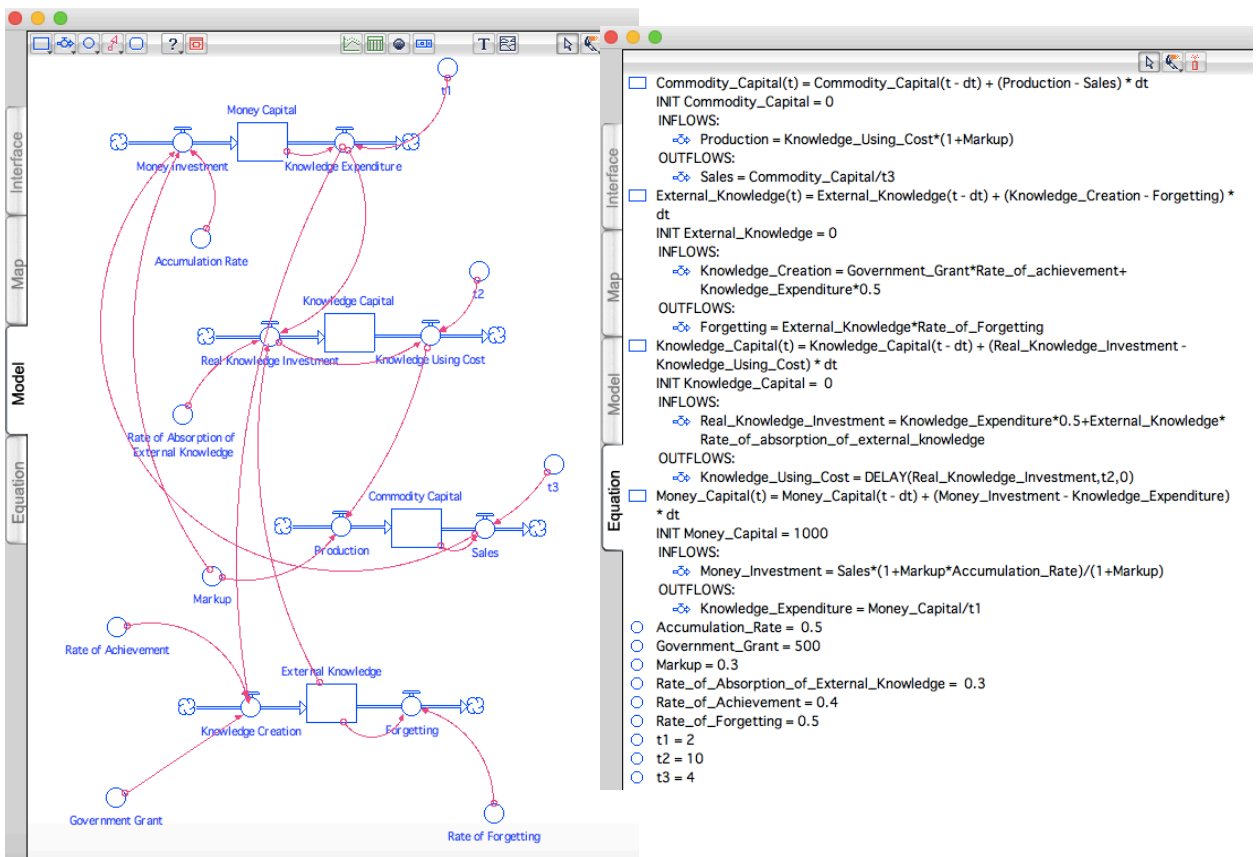 Interface
Map
Model
Equation
?
T
t1
Money Capital
Money Investment
Knowledge Expenditure
Accumulation Rate
t2
Knowledge Capital
Real Knowledge Investment
Knowledge Using Cost
Rate of Absorption of
External Knowledge
t3
Commodity Capital
Production
Sales
Markup
Rate of Achievement
External Knowledge
Knowledge Creation
Forgetting
Government Grant
Rate of Forgetting
Interface
Map
Model
Equation
Commodity_Capital(t) = Commodity_Capital(t - dt) + (Production - Sales) * dt
INIT Commodity_Capital = 0
INFLOWS:
Production = Knowledge_Using_Cost*(1+Markup)
OUTFLOWS:
Sales = Commodity_Capital/t3
External_Knowledge(t) = External_Knowledge(t - dt) + (Knowledge_Creation - Forgetting) *
dt
INIT External_Knowledge = 0
INFLOWS:
Knowledge_Creation = Government_Grant*Rate_of_achievement+
Knowledge_Expenditure*0.5
OUTFLOWS:
Forgetting = External_Knowledge*Rate_of_Forgetting
Knowledge_Capital(t) = Knowledge_Capital(t - dt) + (Real_Knowledge_Investment -
Knowledge_Using_Cost) * dt
INIT Knowledge_Capital = 0
INFLOWS:
Real_Knowledge_Investment = Knowledge_Expenditure*0.5+External_Knowledge*
Rate_of_absorption_of_external_knowledge
OUTFLOWS:
Knowledge_Using_Cost = DELAY(Real_Knowledge_Investment,t2,0)
Money_Capital(t) = Money_Capital(t - dt) + (Money_Investment - Knowledge_Expenditure)
* dt
INIT Money_Capital = 1000
INFLOWS:
Money_Investment = Sales*(1+Markup*Accumulation_Rate)/(1+Markup)
OUTFLOWS:
Knowledge_Expenditure = Money_Capital/t1
Accumulation_Rate = 0.5
Government_Grant = 500
Markup = 0.3
Rate_of_Absorption_of_External_Knowledge = 0.3
Rate_of_Achievement = 0.4
Rate_of_Forgetting = 0.5
t1 = 2
t2 = 10
t3 = 4